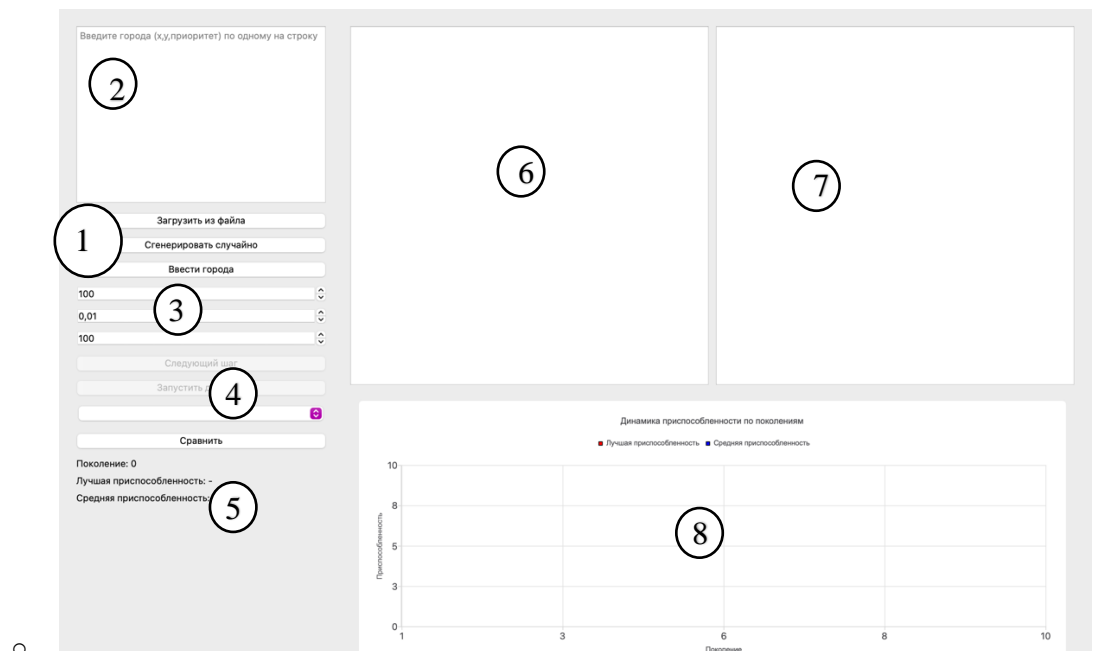 Введите города (x,y,приоритет) по одному на строку
2
6
7
Загрузить из файла
1
Сгенерировать случайно
Ввести города
100
3
0,01
100
Следующий шаг
Запустить
4
Сравнить
Поколение: 0
Лучшая приспособленность: -
Средняя приспособленность:
5
Динамика приспособленности по поколениям
Лучшая приспособленность Средняя приспособленность
10
8
5
3
0
Приспособленность
8
1 3 6 8 10
Поколение